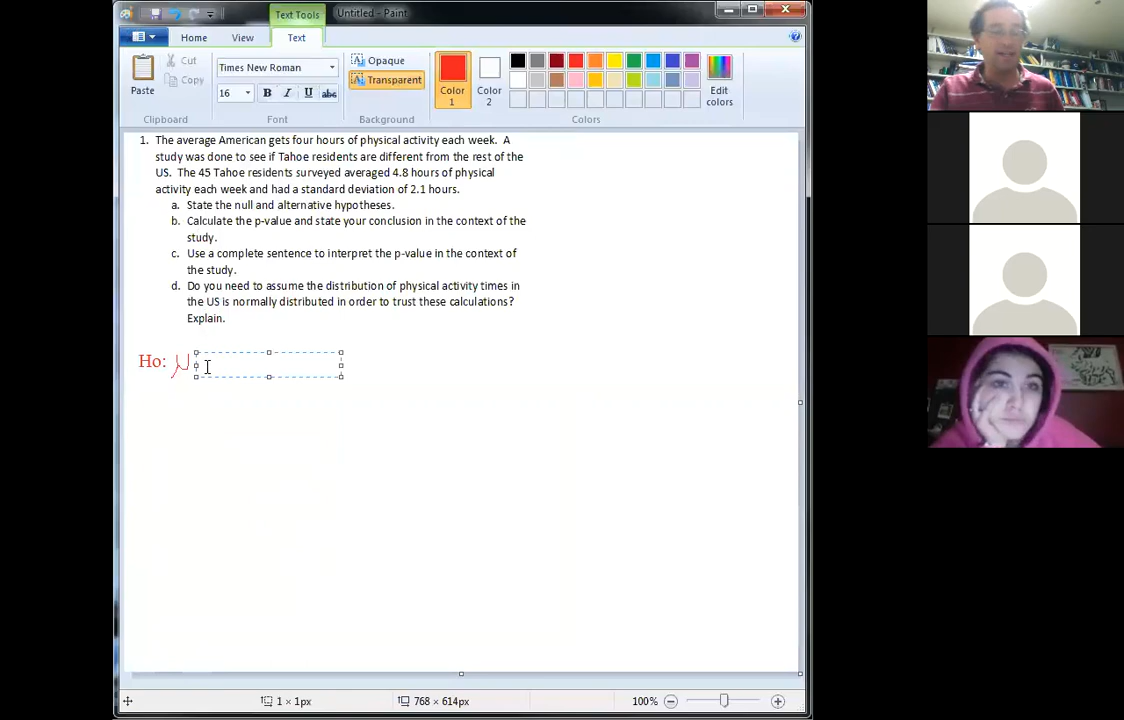 Text Tools
Untitled - Paint
Home
View
Text
Paste
Cut
Copy
Clipboard
Times New Roman
16
B I U abc
Font
Opaque
Transparent
Background
Color 1
Color 2
Edit colors
Colors
1. The average American gets four hours of physical activity each week. A
study was done to see if Tahoe residents are different from the rest of the
US. The 45 Tahoe residents surveyed averaged 4.8 hours of physical
activity each week and had a standard deviation of 2.1 hours.
a. State the null and alternative hypotheses.
b. Calculate the p-value and state your conclusion in the context of the
study.
c. Use a complete sentence to interpret the p-value in the context of
the study.
d. Do you need to assume the distribution of physical activity times in
the US is normally distributed in order to trust these calculations?
Explain.
Ho: μ
1 × 1px
768 × 614px
100%